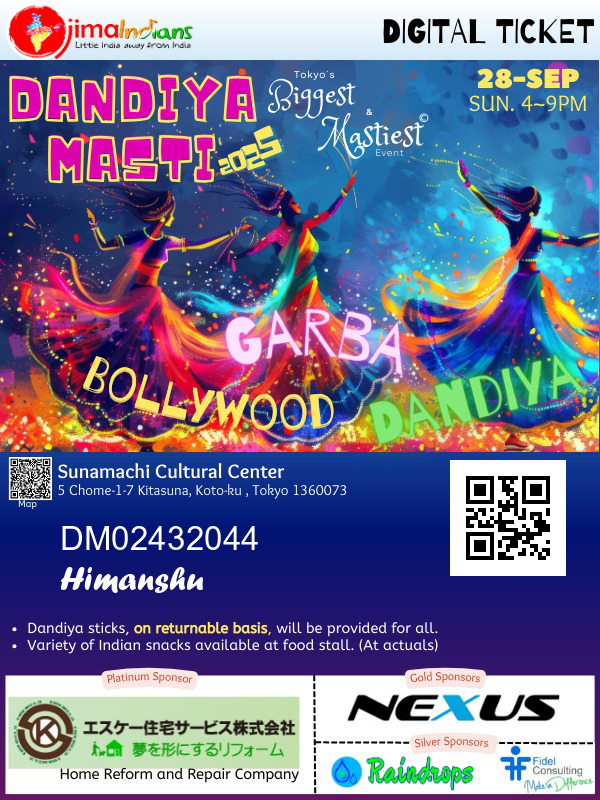 OjimaIndians
Little India away from India
DIGITAL TICKET
DANDIYA
MASTI 2025
Tokyo's
Biggest
&
Mastiest©
Event
28-SEP
SUN. 4~9PM
GARBA
BOLLYWOOD
DANDIYA
Sunamachi Cultural Center
5 Chome-1-7 Kitasuna, Koto-ku , Tokyo 1360073
Map
DM02432044
Himanshu
• Dandiya sticks, on returnable basis, will be provided for all.
• Variety of Indian snacks available at food stall. (At actuals)
Platinum Sponsor
SK
エスケー住宅サービス株式会社
夢を形にするリフォーム
Home Reform and Repair Company
Gold Sponsors
NEXUS
Silver Sponsors
Raindrops
Fidel
Consulting
Make a Difference